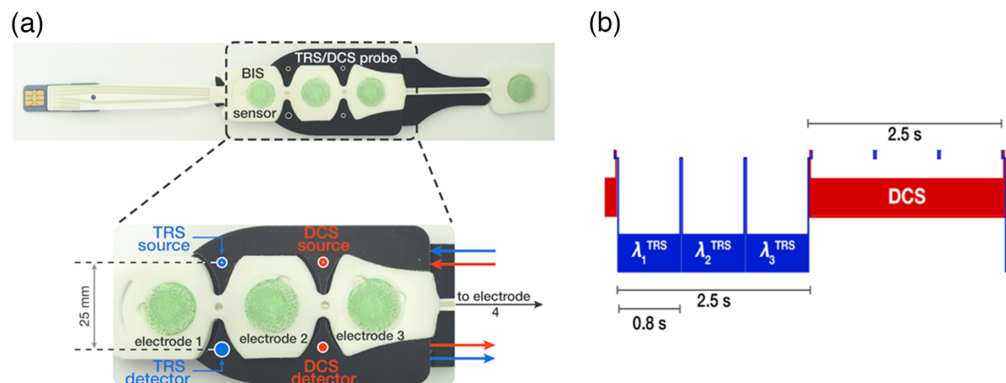 (a)
TRS/DCS probe
BIS
sensor
TRS
source
DCS
source
25 mm
electrode 1
electrode 2
electrode 3
to electrode
4
TRS
detector
DCS
detector
(b)
2.5 s
DCS
λ₁ᵀᴿˢ
λ₂ᵀᴿˢ
λ₃ᵀᴿˢ
2.5 s
0.8 s